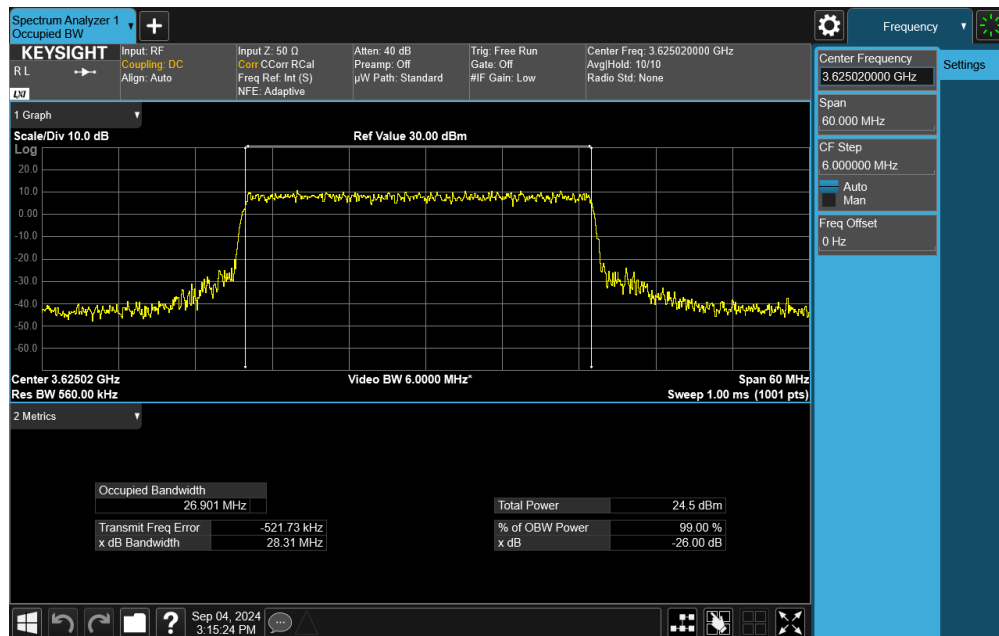 Spectrum Analyzer 1
Occupied BW
+
Frequency
KEYSIGHT
R L
LXI
Input: RF
Coupling: DC
Align: Auto
Input Z: 50 Ω
Corr CCorr RCal
Freq Ref: Int (S)
NFE: Adaptive
Atten: 40 dB
Preamp: Off
µW Path: Standard
Trig: Free Run
Gate: Off
#IF Gain: Low
Center Freq: 3.625020000 GHz
Avg|Hold: 10/10
Radio Std: None
Center Frequency
3.625020000 GHz
Settings
Span
60.000 MHz
CF Step
6.000000 MHz
Auto
Man
Freq Offset
0 Hz
1 Graph
Scale/Div 10.0 dB
Ref Value 30.00 dBm
Log
20.0
10.0
0.00
-10.0
-20.0
-30.0
-40.0
-50.0
-60.0
Center 3.62502 GHz
Video BW 6.0000 MHz*
Span 60 MHz
Res BW 560.00 kHz
Sweep 1.00 ms (1001 pts)
2 Metrics
Occupied Bandwidth
26.901 MHz
Total Power 24.5 dBm
Transmit Freq Error -521.73 kHz
% of OBW Power 99.00 %
x dB Bandwidth 28.31 MHz
x dB -26.00 dB
?
Sep 04, 2024
3:15:24 PM